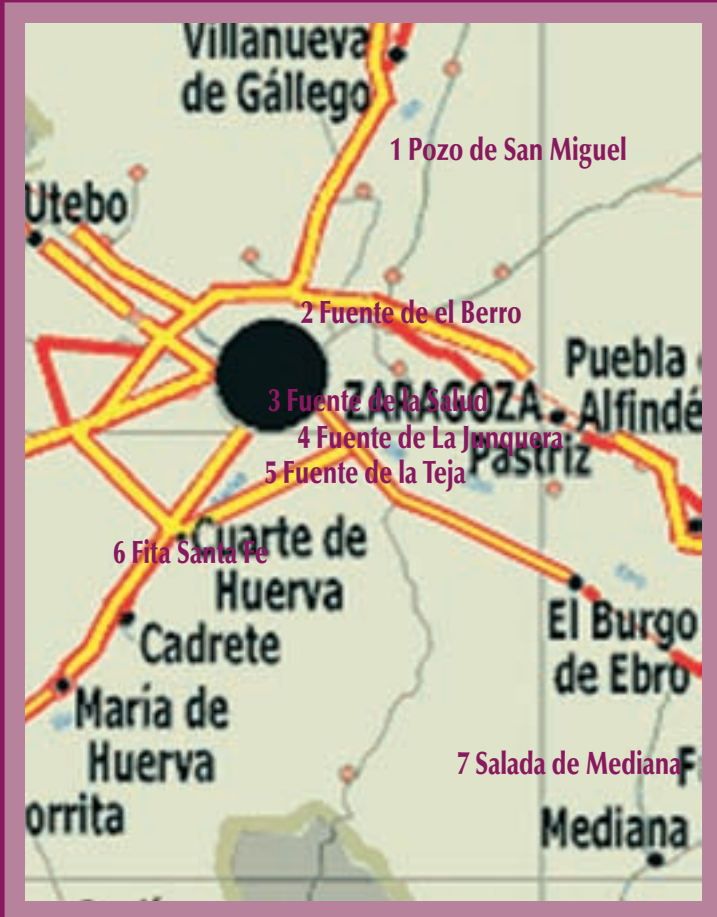 Villanueva
de Gállego
1 Pozo de San Miguel
Utebo
2 Fuente de el Berro
Puebla
3 Fuente de la Salud
ZARAGOZA
Alfindé
4 Fuente de La Junquera
Pastriz
5 Fuente de la Teja
6 Fita Santa Fe
Cuarte de
Huerva
El Burgo
de Ebro
Cadrete
María de
Huerva
7 Salada de Mediana
orrita
Mediana